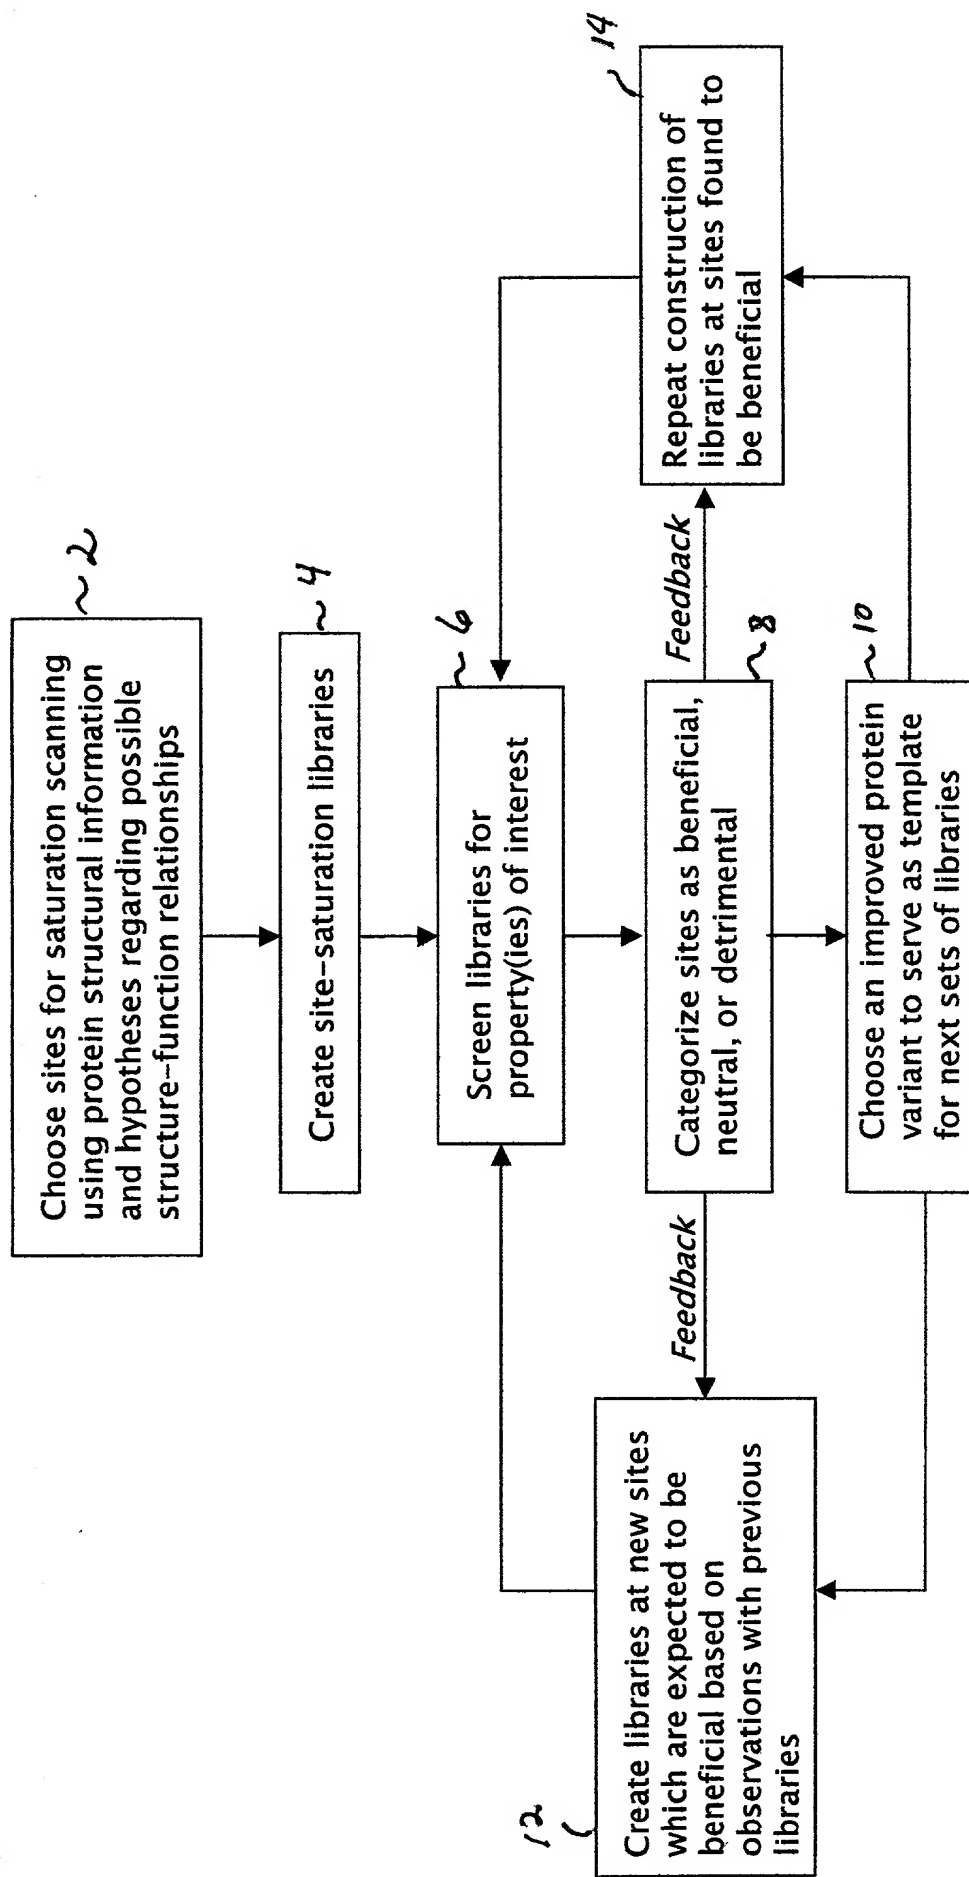 Choose sites for saturation scanning
using protein structural information
and hypotheses regarding possible
structure-function relationships
2
Create site-saturation libraries
4
Screen libraries for
property(ies) of interest
6
Categorize sites as beneficial,
neutral, or detrimental
8
Feedback
Feedback
Choose an improved protein
variant to serve as template
for next sets of libraries
10
12
Create libraries at new sites
which are expected to be
beneficial based on
observations with previous
libraries
14
Repeat construction of
libraries at sites found to
be beneficial